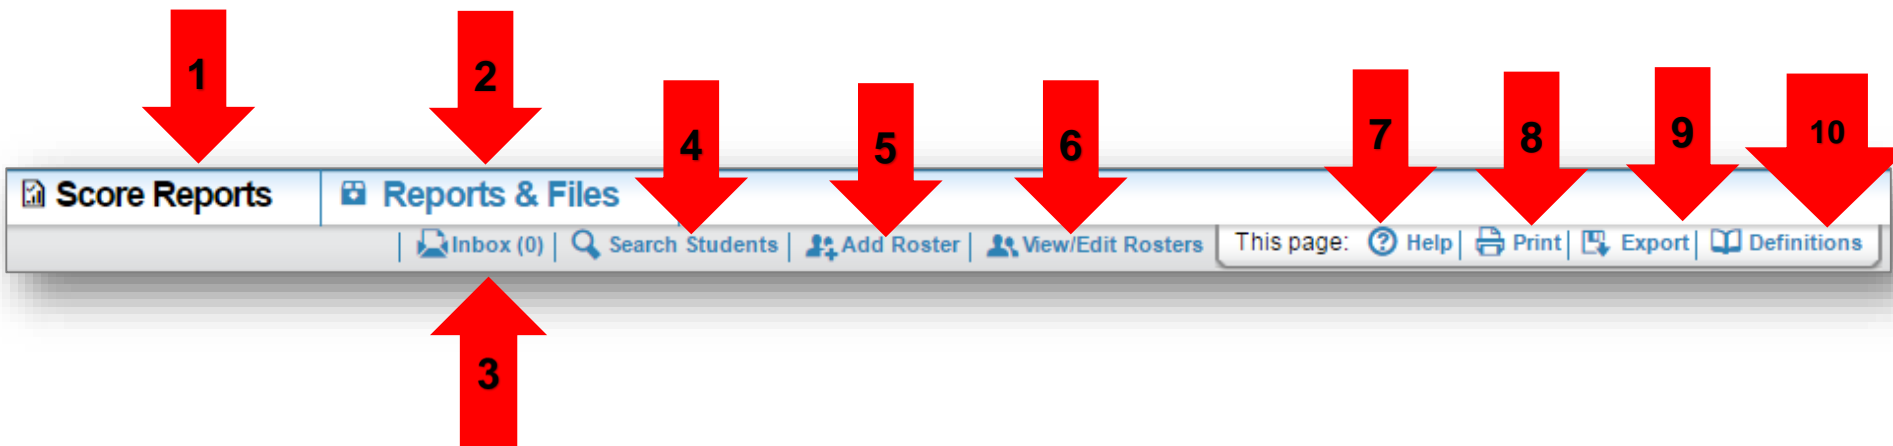 1 2 4 5 6 7 8 9 10
Score Reports Reports & Files
Inbox (0) | Search Students | Add Roster | View/Edit Rosters This page: Help | Print | Export | Definitions
3